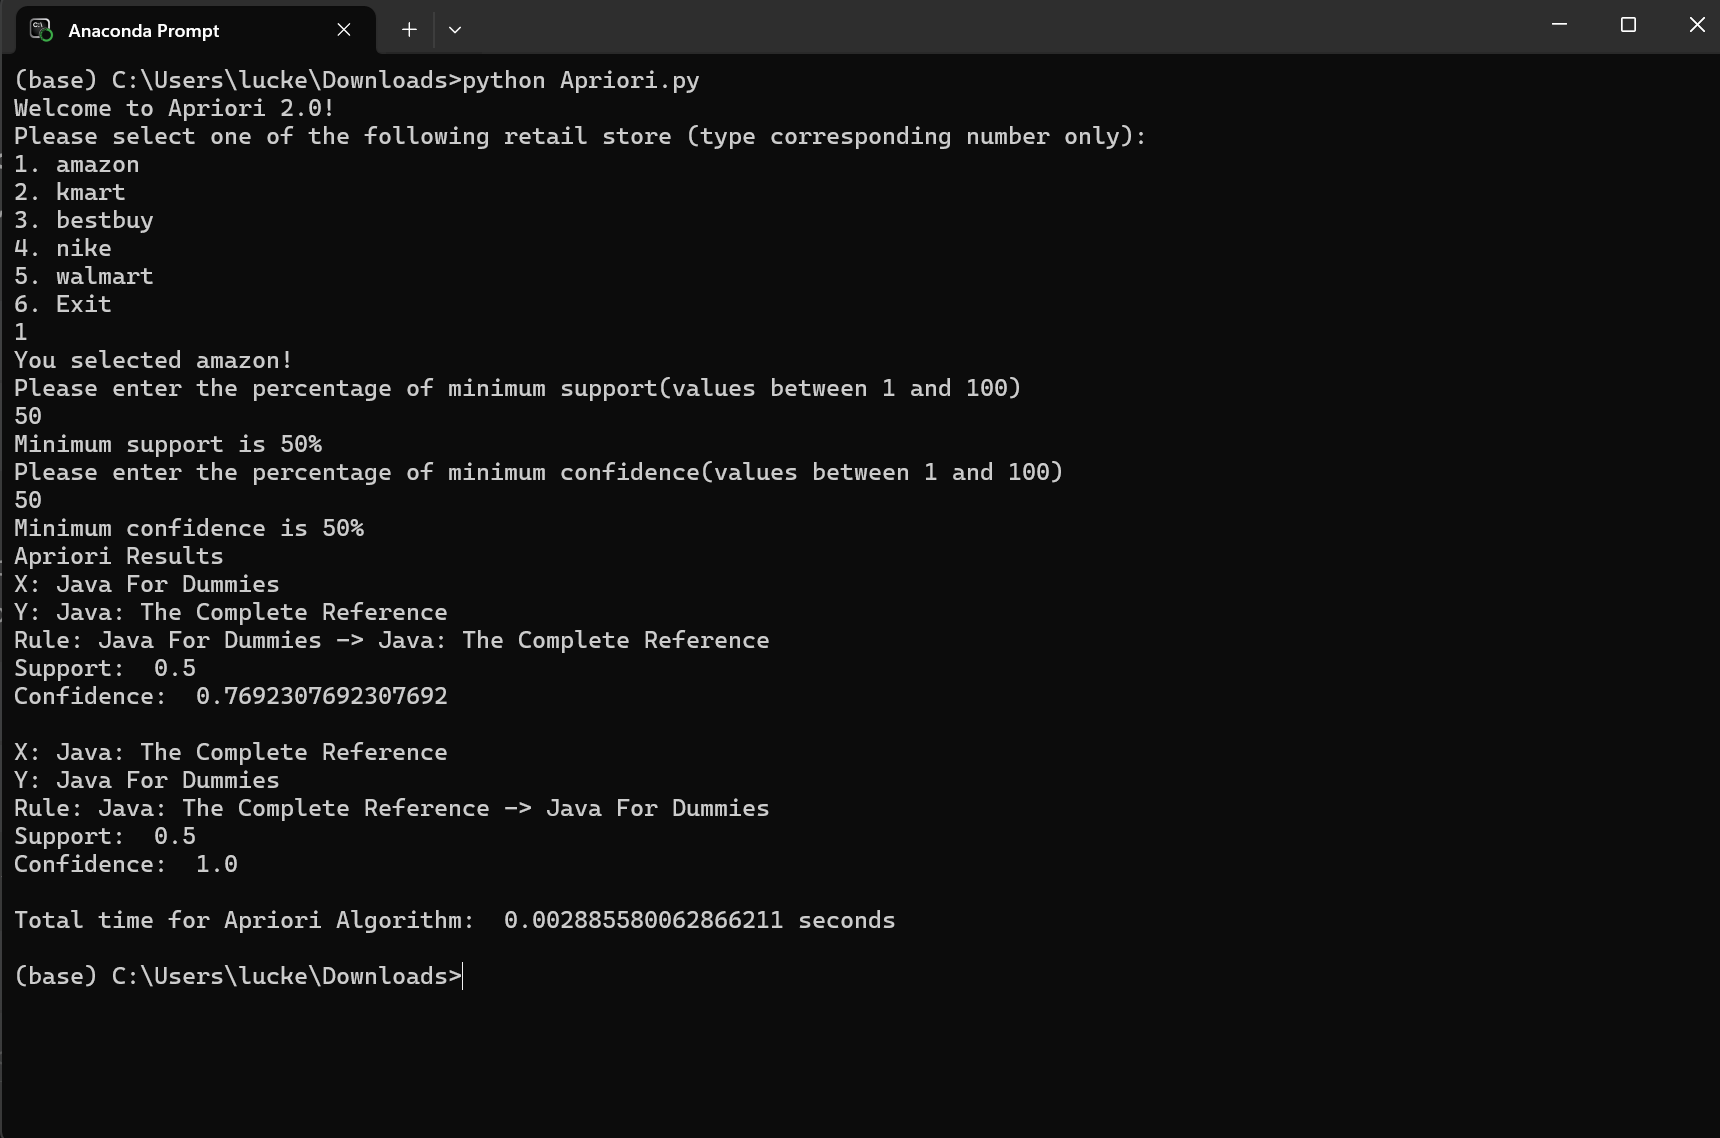 Anaconda Prompt
(base) C:\Users\lucke\Downloads>python Apriori.py
Welcome to Apriori 2.0!
Please select one of the following retail store (type corresponding number only):
1. amazon
2. kmart
3. bestbuy
4. nike
5. walmart
6. Exit
1
You selected amazon!
Please enter the percentage of minimum support(values between 1 and 100)
50
Minimum support is 50%
Please enter the percentage of minimum confidence(values between 1 and 100)
50
Minimum confidence is 50%
Apriori Results
X: Java For Dummies
Y: Java: The Complete Reference
Rule: Java For Dummies -> Java: The Complete Reference
Support:  0.5
Confidence:  0.7692307692307692
X: Java: The Complete Reference
Y: Java For Dummies
Rule: Java: The Complete Reference -> Java For Dummies
Support:  0.5
Confidence:  1.0
Total time for Apriori Algorithm:  0.002885580062866211 seconds
(base) C:\Users\lucke\Downloads>